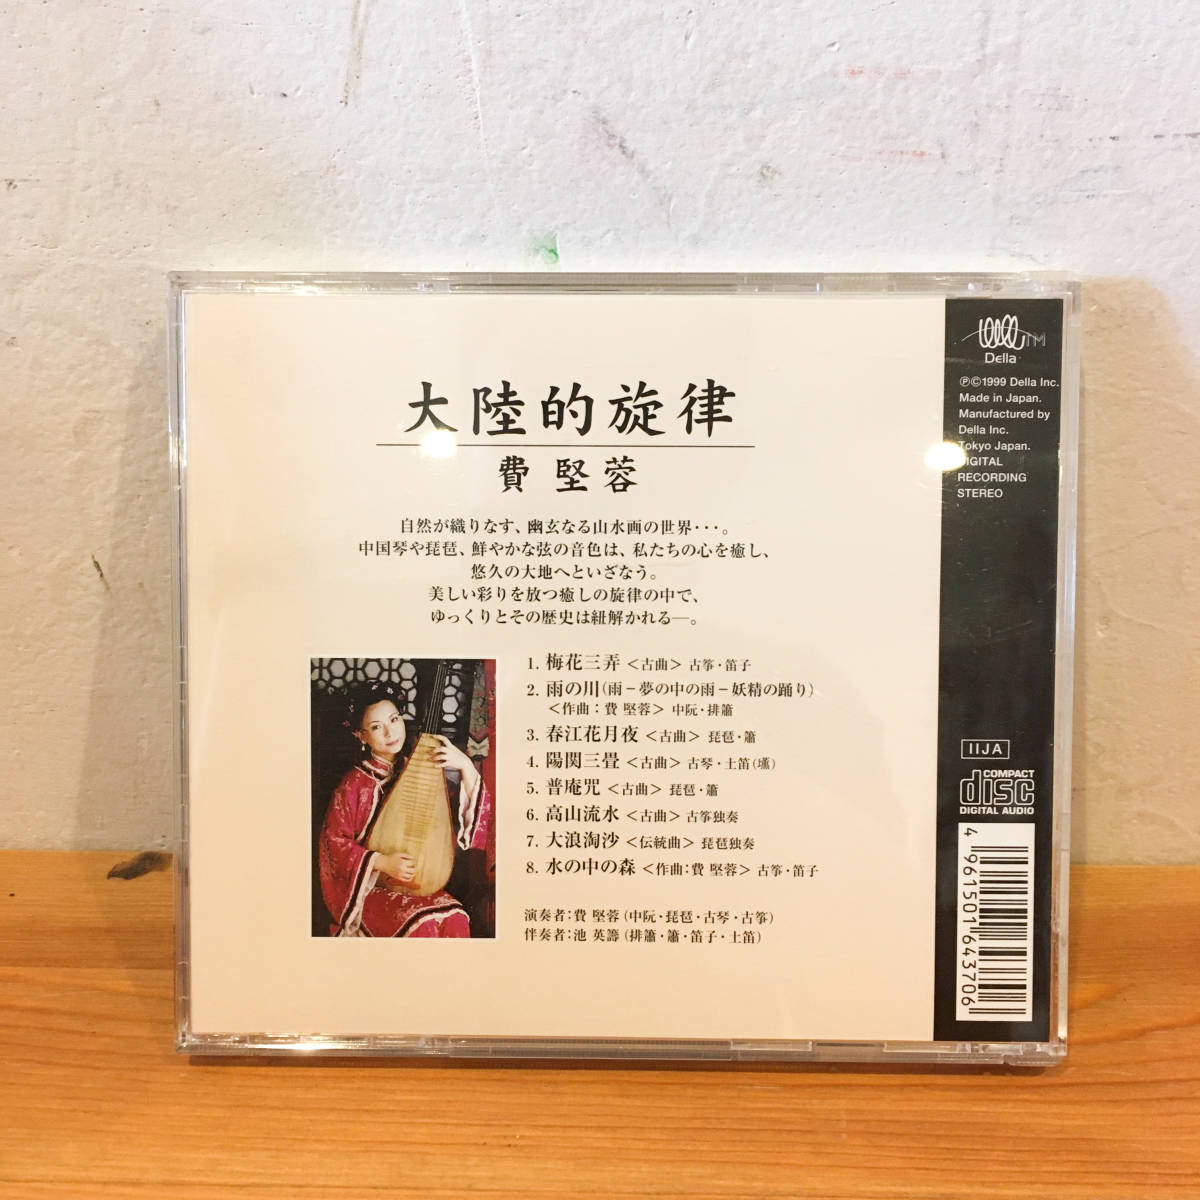 大陸的旋律
費 堅蓉
自然が織りなす、幽玄なる山水画の世界･･･。
中国琴や琵琶、鮮やかな弦の音色は、私たちの心を癒し、
悠久の大地へといざなう。
美しい彩りを放つ癒しの旋律の中で、
ゆっくりとその歴史は紐解かれる―。
1. 梅花三弄 <古曲> 古筝・笛子
2. 雨の川(雨－夢の中の雨－妖精の踊り)
<作曲：費 堅蓉> 中阮・排簫
3. 春江花月夜 <古曲> 琵琶・簫
4. 陽関三畳 <古曲> 古琴・土笛(壎)
5. 普庵咒 <古曲> 琵琶・簫
6. 高山流水 <古曲> 古筝独奏
7. 大浪淘沙 <伝統曲> 琵琶独奏
8. 水の中の森 <作曲：費 堅蓉> 古筝・笛子
演奏者：費 堅蓉(中阮・琵琶・古琴・古筝)
伴奏者：池 英籌(排簫・簫・笛子・土笛)
Della TM
℗©1999 Della Inc.
Made in Japan.
Manufactured by
Della Inc.
Tokyo Japan.
DIGITAL
RECORDING
STEREO
IIJA
COMPACT
disc
DIGITAL AUDIO
4961501643706